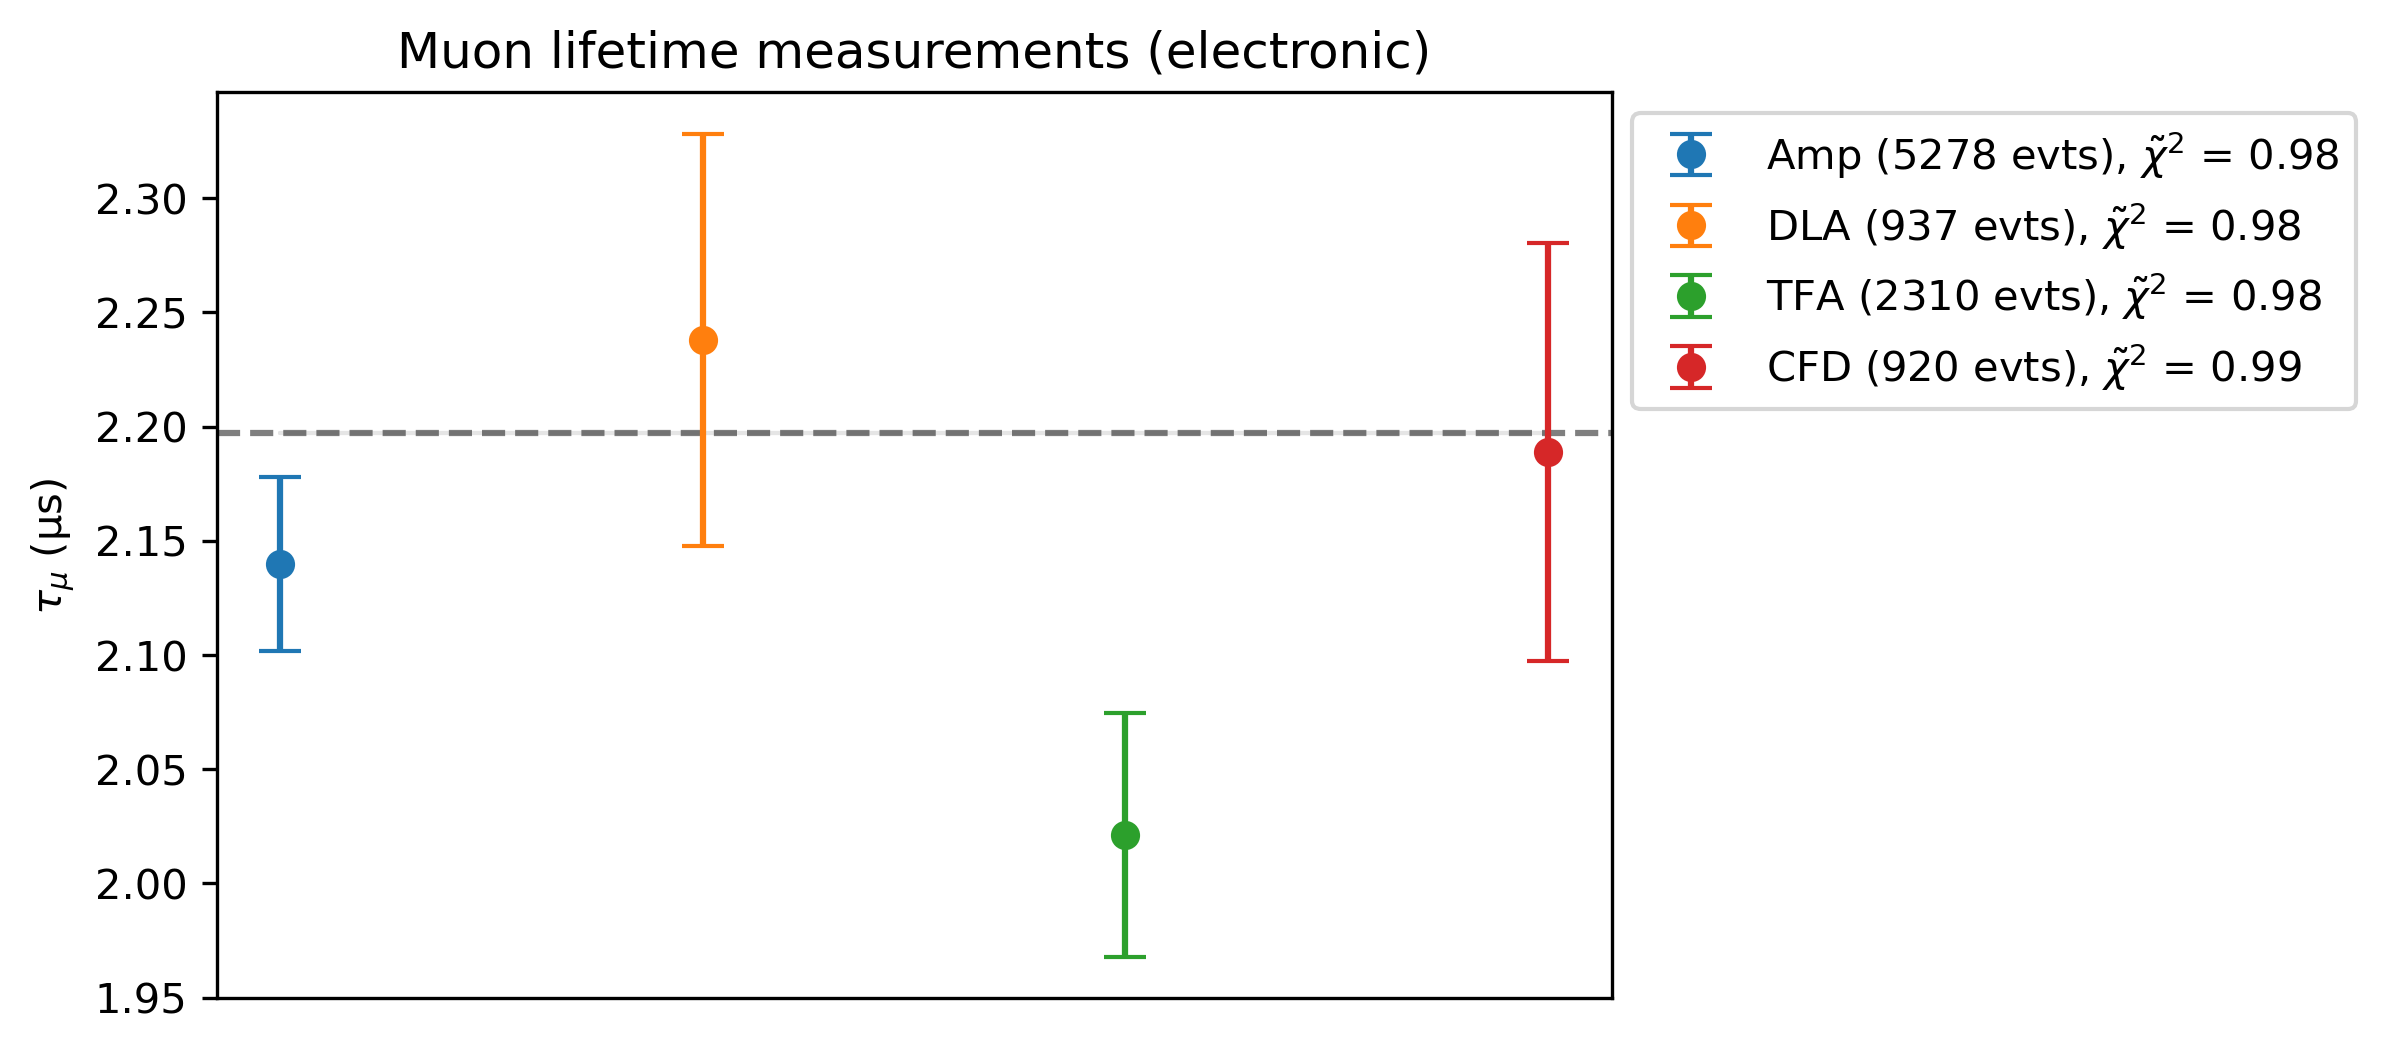 Muon lifetime measurements (electronic)
τμ (μs)
2.30
2.25
2.20
2.15
2.10
2.05
2.00
1.95
Amp (5278 evts), χ̃² = 0.98
DLA (937 evts), χ̃² = 0.98
TFA (2310 evts), χ̃² = 0.98
CFD (920 evts), χ̃² = 0.99